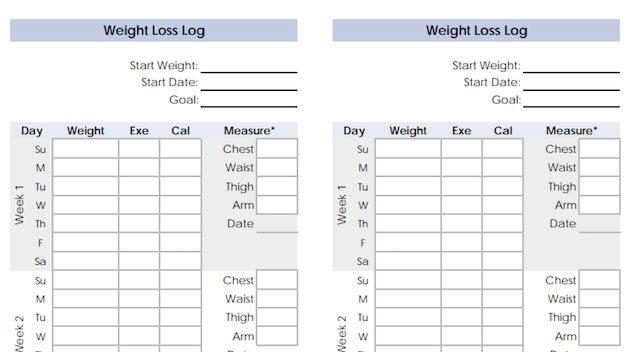 Weight Loss Log
Start Weight:
Start Date:
Goal:
Day Weight Exe Cal Measure*
Week 1
Su Chest
M Waist
Tu Thigh
W Arm
Th Date
F
Sa
Week 2
Su Chest
M Waist
Tu Thigh
W Arm
Weight Loss Log
Start Weight:
Start Date:
Goal:
Day Weight Exe Cal Measure*
Week 1
Su Chest
M Waist
Tu Thigh
W Arm
Th Date
F
Sa
Week 2
Su Chest
M Waist
Tu Thigh
W Arm